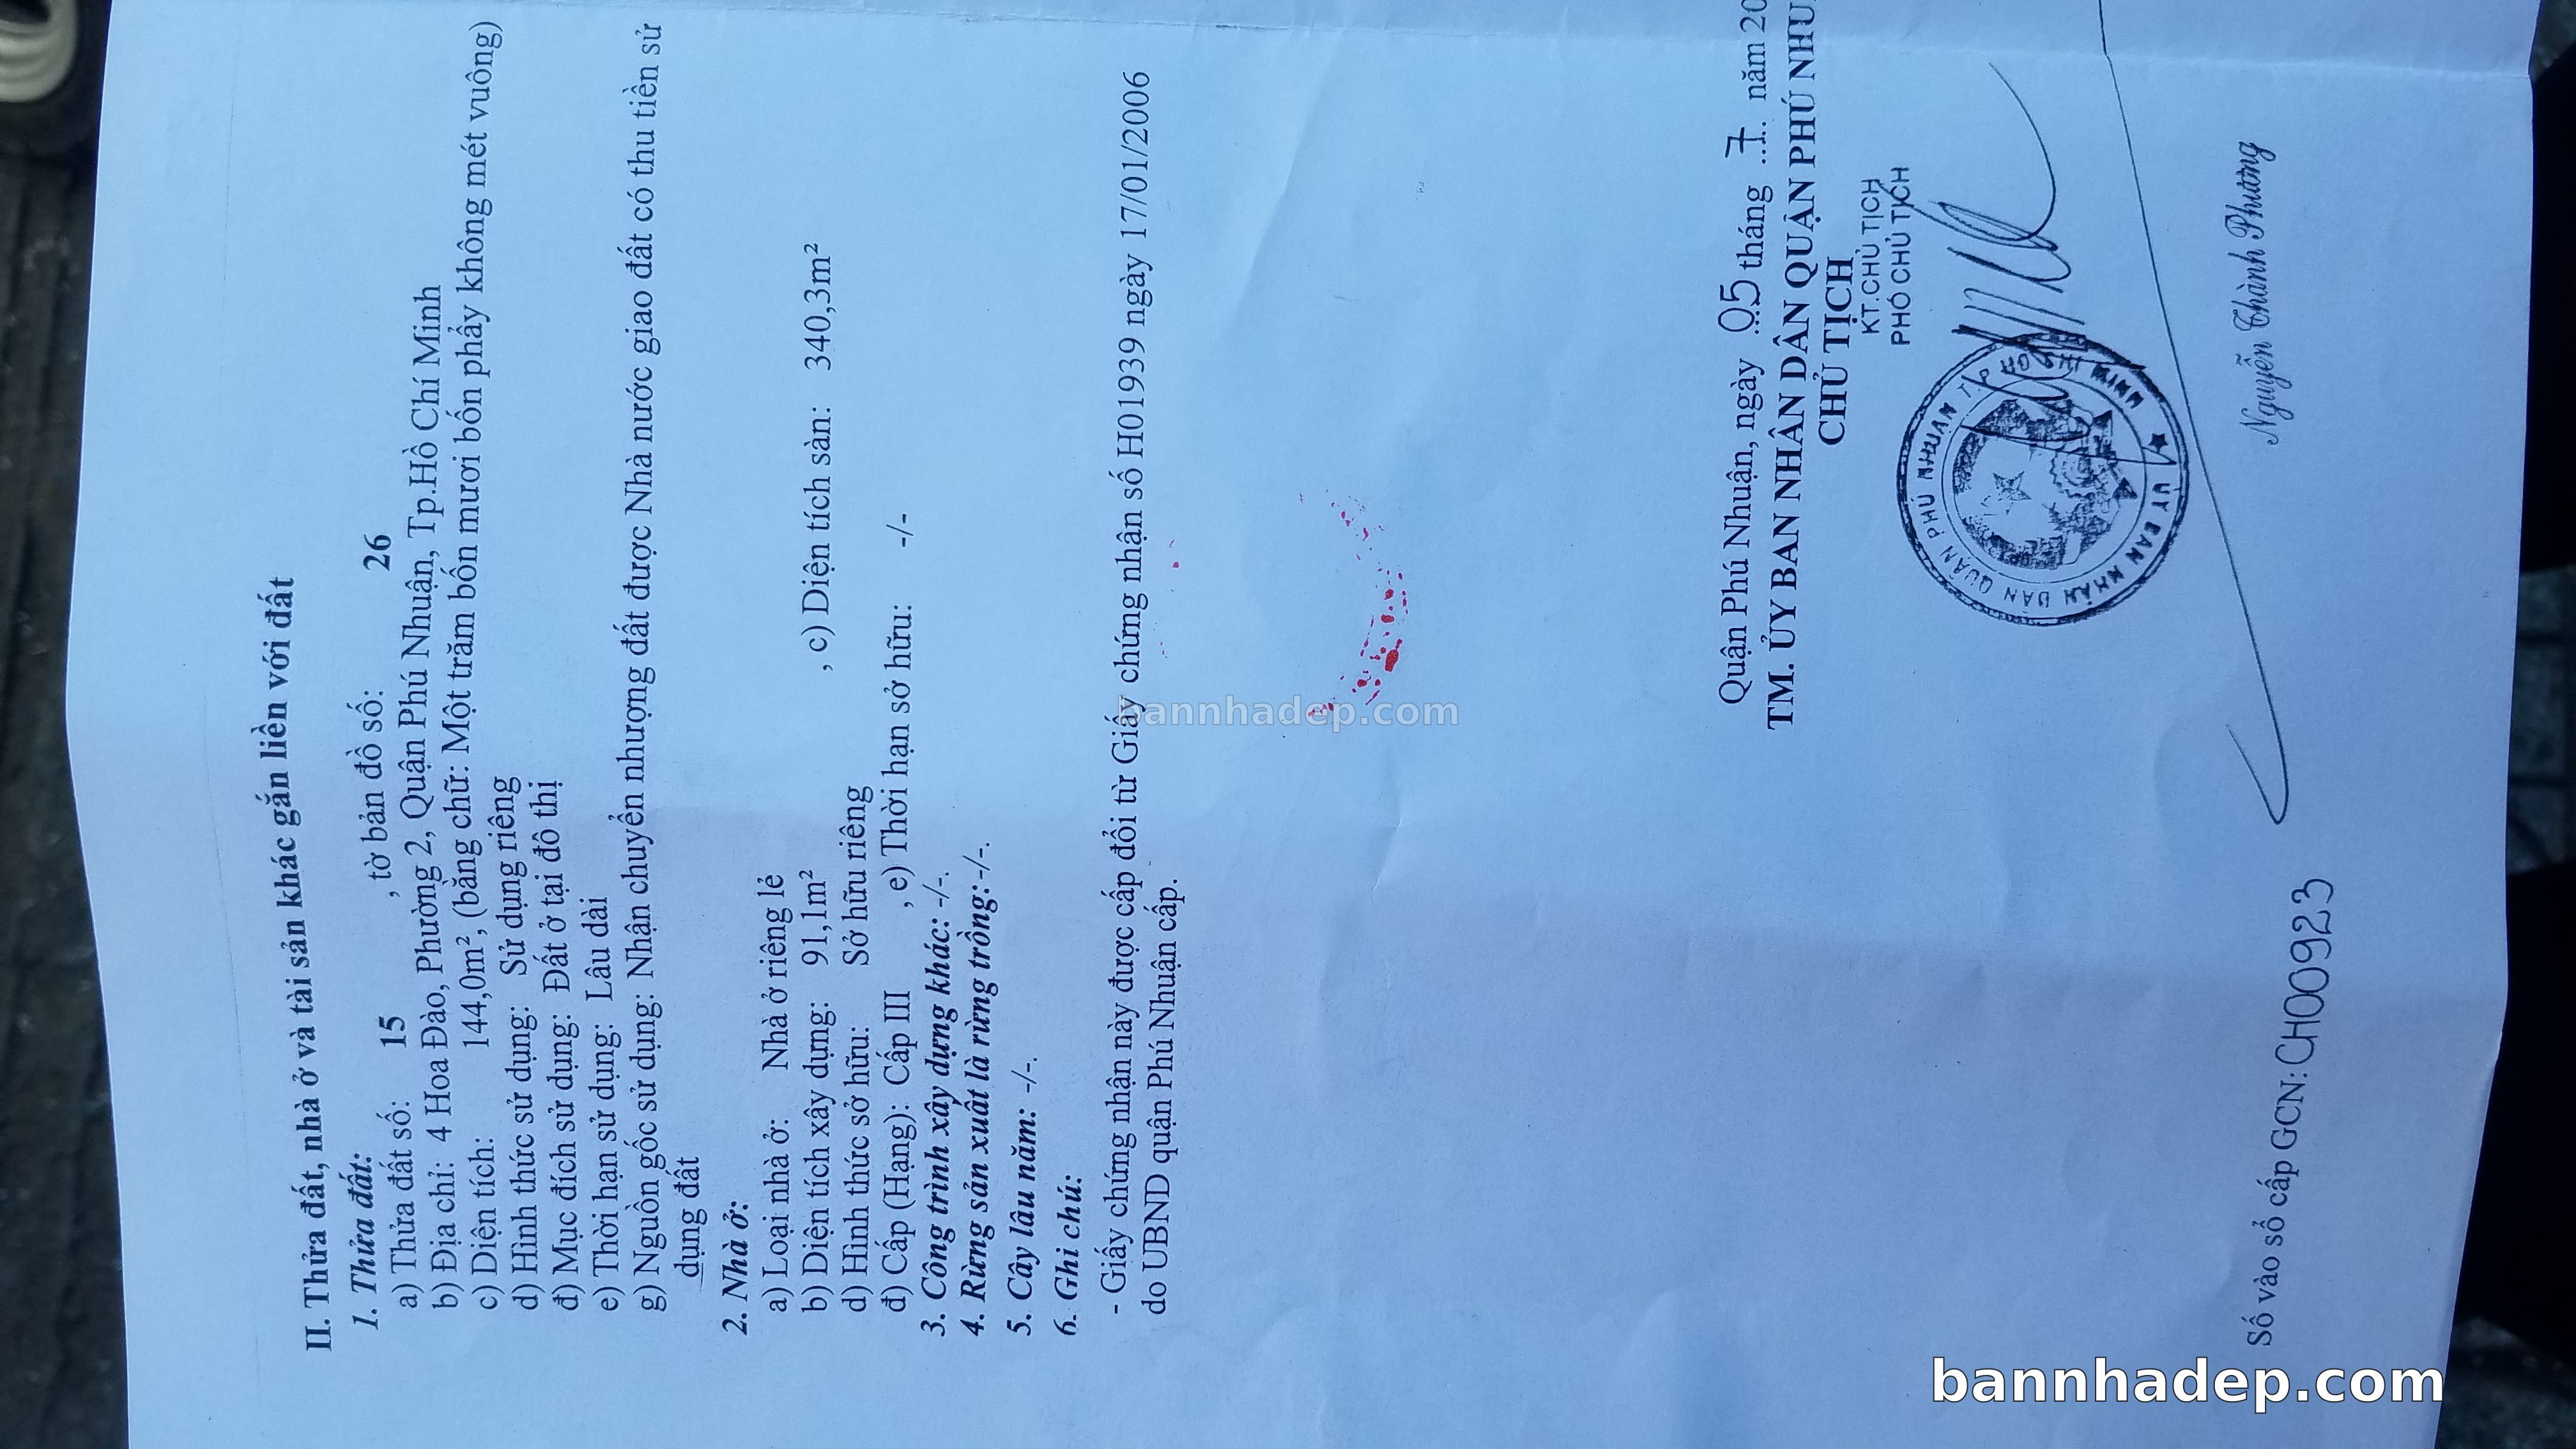 II. Thửa đất, nhà ở và tài sản khác gắn liền với đất
1. Thửa đất:
a) Thửa đất số: 15 , tờ bản đồ số: 26
b) Địa chỉ: 4 Hoa Đào, Phường 2, Quận Phú Nhuận, Tp.Hồ Chí Minh
c) Diện tích: 144,0m², (bằng chữ: Một trăm bốn mươi bốn phẩy không mét vuông)
d) Hình thức sử dụng: Sử dụng riêng
đ) Mục đích sử dụng: Đất ở tại đô thị
e) Thời hạn sử dụng: Lâu dài
g) Nguồn gốc sử dụng: Nhận chuyển nhượng đất được Nhà nước giao đất có thu tiền sử
dụng đất
2. Nhà ở:
a) Loại nhà ở: Nhà ở riêng lẻ
b) Diện tích xây dựng: 91,1m² , c) Diện tích sàn: 340,3m²
d) Hình thức sở hữu: Sở hữu riêng
đ) Cấp (Hạng): Cấp III , e) Thời hạn sở hữu: -/-
3. Công trình xây dựng khác: -/-.
4. Rừng sản xuất là rừng trồng: -/-.
5. Cây lâu năm: -/-.
6. Ghi chú:
- Giấy chứng nhận này được cấp đổi từ Giấy chứng nhận số H01939 ngày 17/01/2006
do UBND quận Phú Nhuận cấp.
bannhadep.com
Quận Phú Nhuận, ngày 05 tháng 7 năm 20
TM. ỦY BAN NHÂN DÂN QUẬN PHÚ NHU
CHỦ TỊCH
KT.CHỦ TỊCH
PHÓ CHỦ TỊCH
ỦY BAN NHÂN DÂN QUẬN PHÚ NHUẬN T.P HỒ CHÍ MINH
Nguyễn Thành Phương
Số vào sổ cấp GCN: CH00923
bannhadep.com